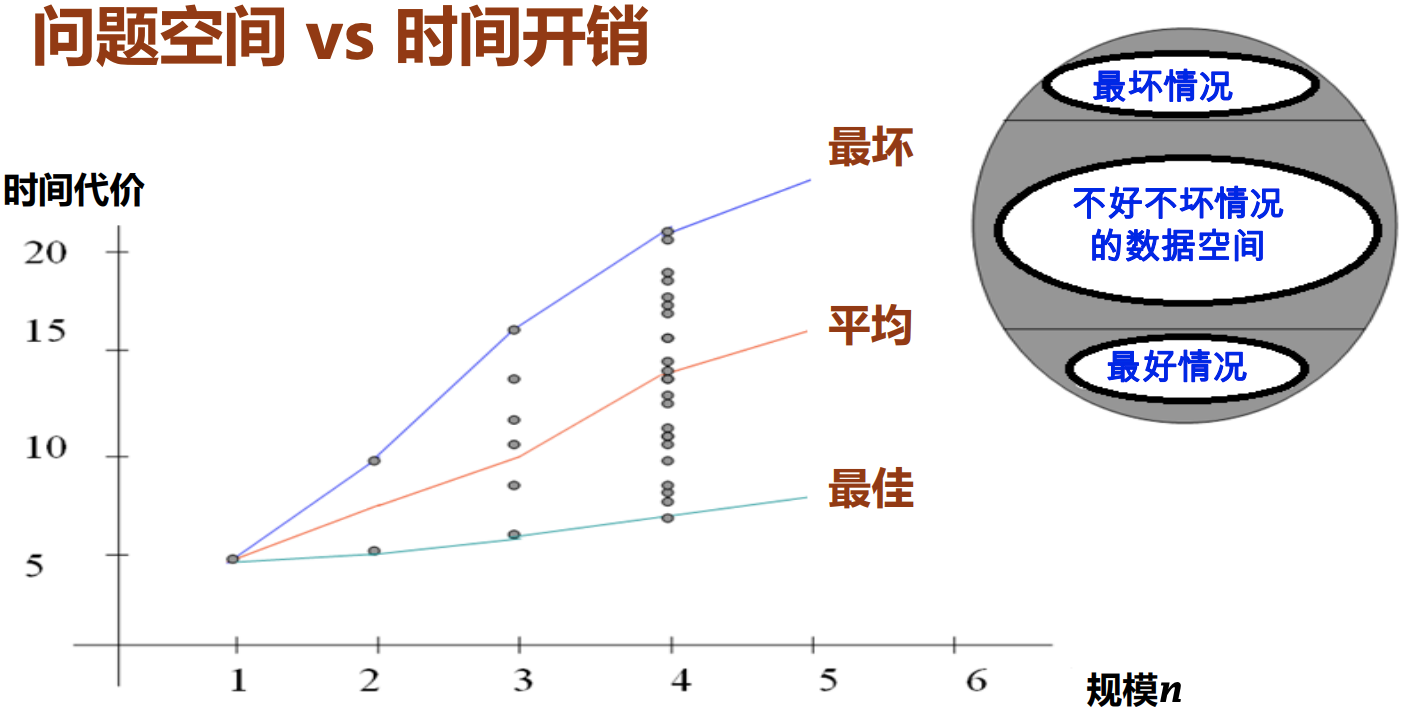 问题空间 vs 时间开销
最坏情况
不好不坏情况
的数据空间
最好情况
时间代价
最坏
平均
最佳
20
15
10
5
1 2 3 4 5 6
规模n